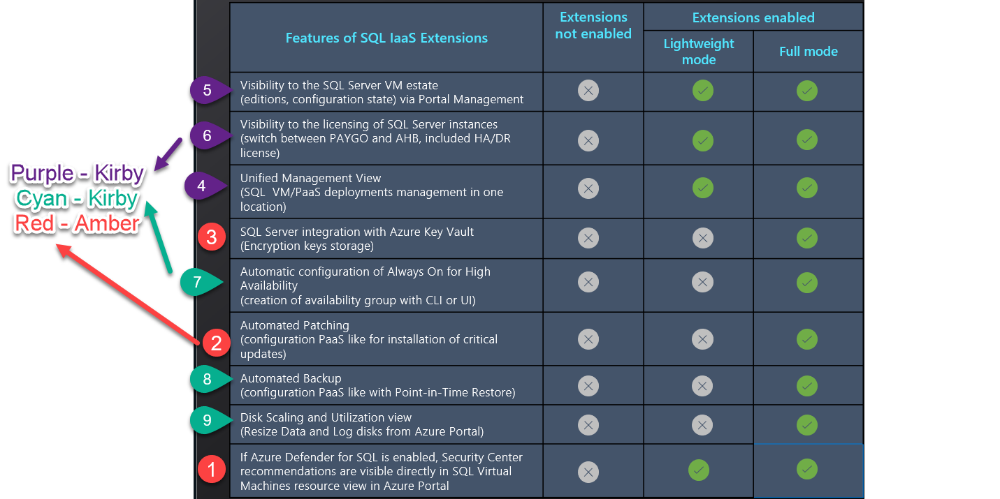 Features of SQL IaaS Extensions
Extensions
not enabled
Extensions enabled
Lightweight
mode
Full mode
5
Visibility to the SQL Server VM estate
(editions, configuration state) via Portal Management
6
Visibility to the licensing of SQL Server instances
(switch between PAYGO and AHB, included HA/DR
license)
Purple - Kirby
Cyan - Kirby
Red - Amber
4
Unified Management View
(SQL VM/PaaS deployments management in one
location)
3
SQL Server integration with Azure Key Vault
(Encryption keys storage)
7
Automatic configuration of Always On for High
Availability
(creation of availability group with CLI or UI)
2
Automated Patching
(configuration PaaS like for installation of critical
updates)
8
Automated Backup
(configuration PaaS like with Point-in-Time Restore)
9
Disk Scaling and Utilization view
(Resize Data and Log disks from Azure Portal)
1
If Azure Defender for SQL is enabled, Security Center
recommendations are visible directly in SQL Virtual
Machines resource view in Azure Portal